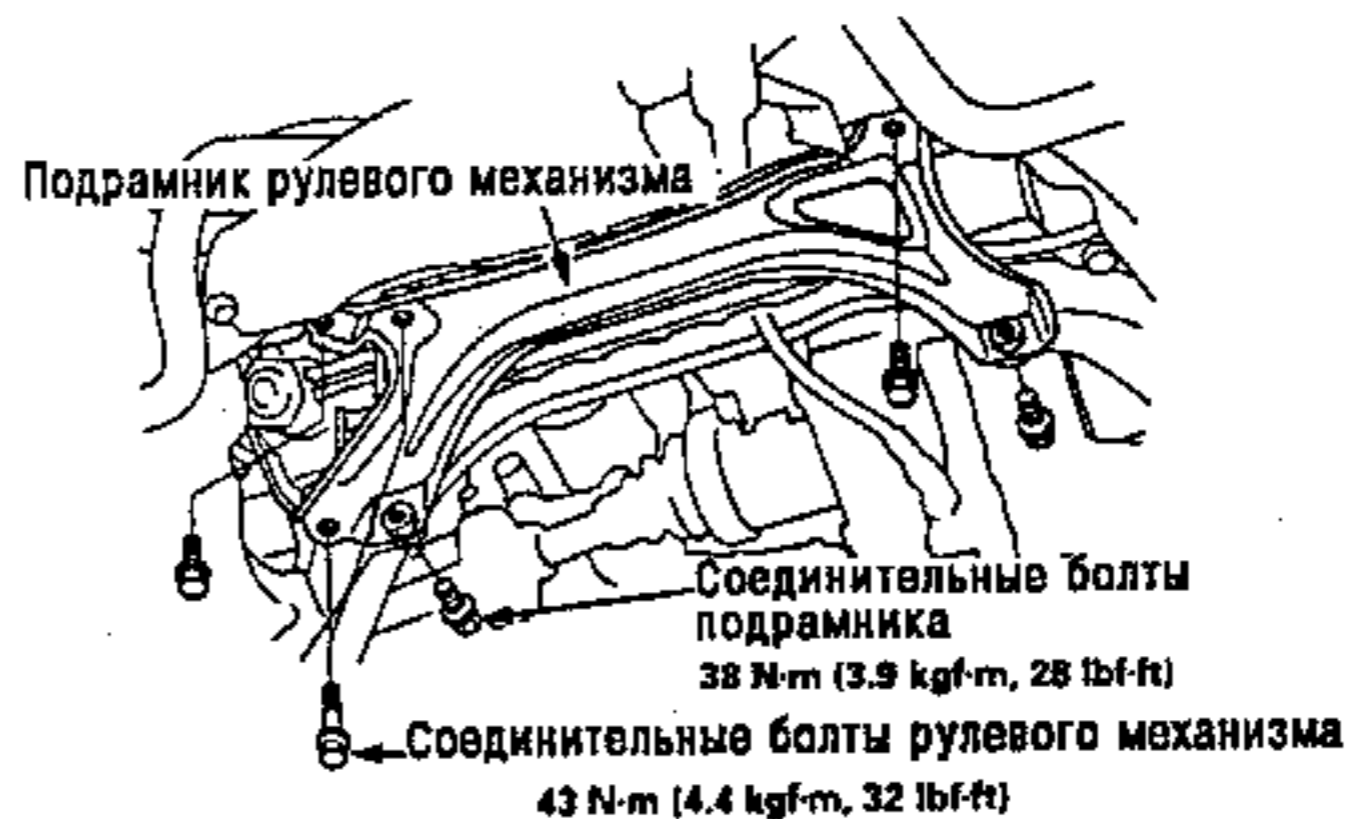 Подрамник рулевого механизма
Соединительные болты
подрамника
38 N·m (3.9 kgf·m, 28 lbf·ft)
Соединительные болты рулевого механизма
43 N·m (4.4 kgf·m, 32 lbf·ft)